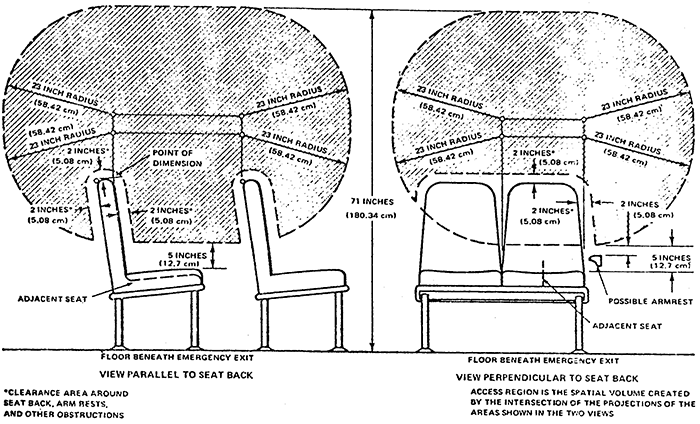 23 INCH RADIUS
(58.42 cm)
(58.42 cm)
23 INCH RADIUS
2 INCHES*
(5.08 cm)
POINT OF
DIMENSION
23 INCH RADIUS
(58.42 cm)
23 INCH RADIUS
(58.42 cm)
2 INCHES*
(5.08 cm)
2 INCHES*
(5.08 cm)
5 INCHES
(12.7 cm)
ADJACENT SEAT
FLOOR BENEATH EMERGENCY EXIT
VIEW PARALLEL TO SEAT BACK
*CLEARANCE AREA AROUND
SEAT BACK, ARM RESTS,
AND OTHER OBSTRUCTIONS
71 INCHES
(180.34 cm)
23 INCH RADIUS
(58.42 cm)
23 INCH RADIUS
(58.42 cm)
23 INCH RADIUS
(58.42 cm)
23 INCH RADIUS
(58.42 cm)
2 INCHES*
(5.08 cm)
2 INCHES*
(5.08 cm)
2 INCHES
(5.08 cm)
5 INCHES
(12.7 cm)
POSSIBLE ARMREST
ADJACENT SEAT
FLOOR BENEATH EMERGENCY EXIT
VIEW PERPENDICULAR TO SEAT BACK
ACCESS REGION IS THE SPATIAL VOLUME CREATED
BY THE INTERSECTION OF THE PROJECTIONS OF THE
AREAS SHOWN IN THE TWO VIEWS